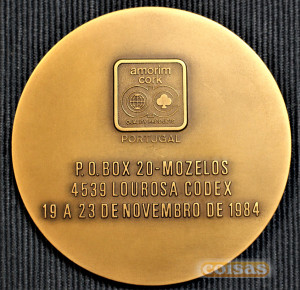 amorim
cork
PORTUGAL
P.O. BOX 20-MOZELOS
4539 LOUROSA CODEX
19 A 23 DE NOVEMBRO DE 1984
coisas